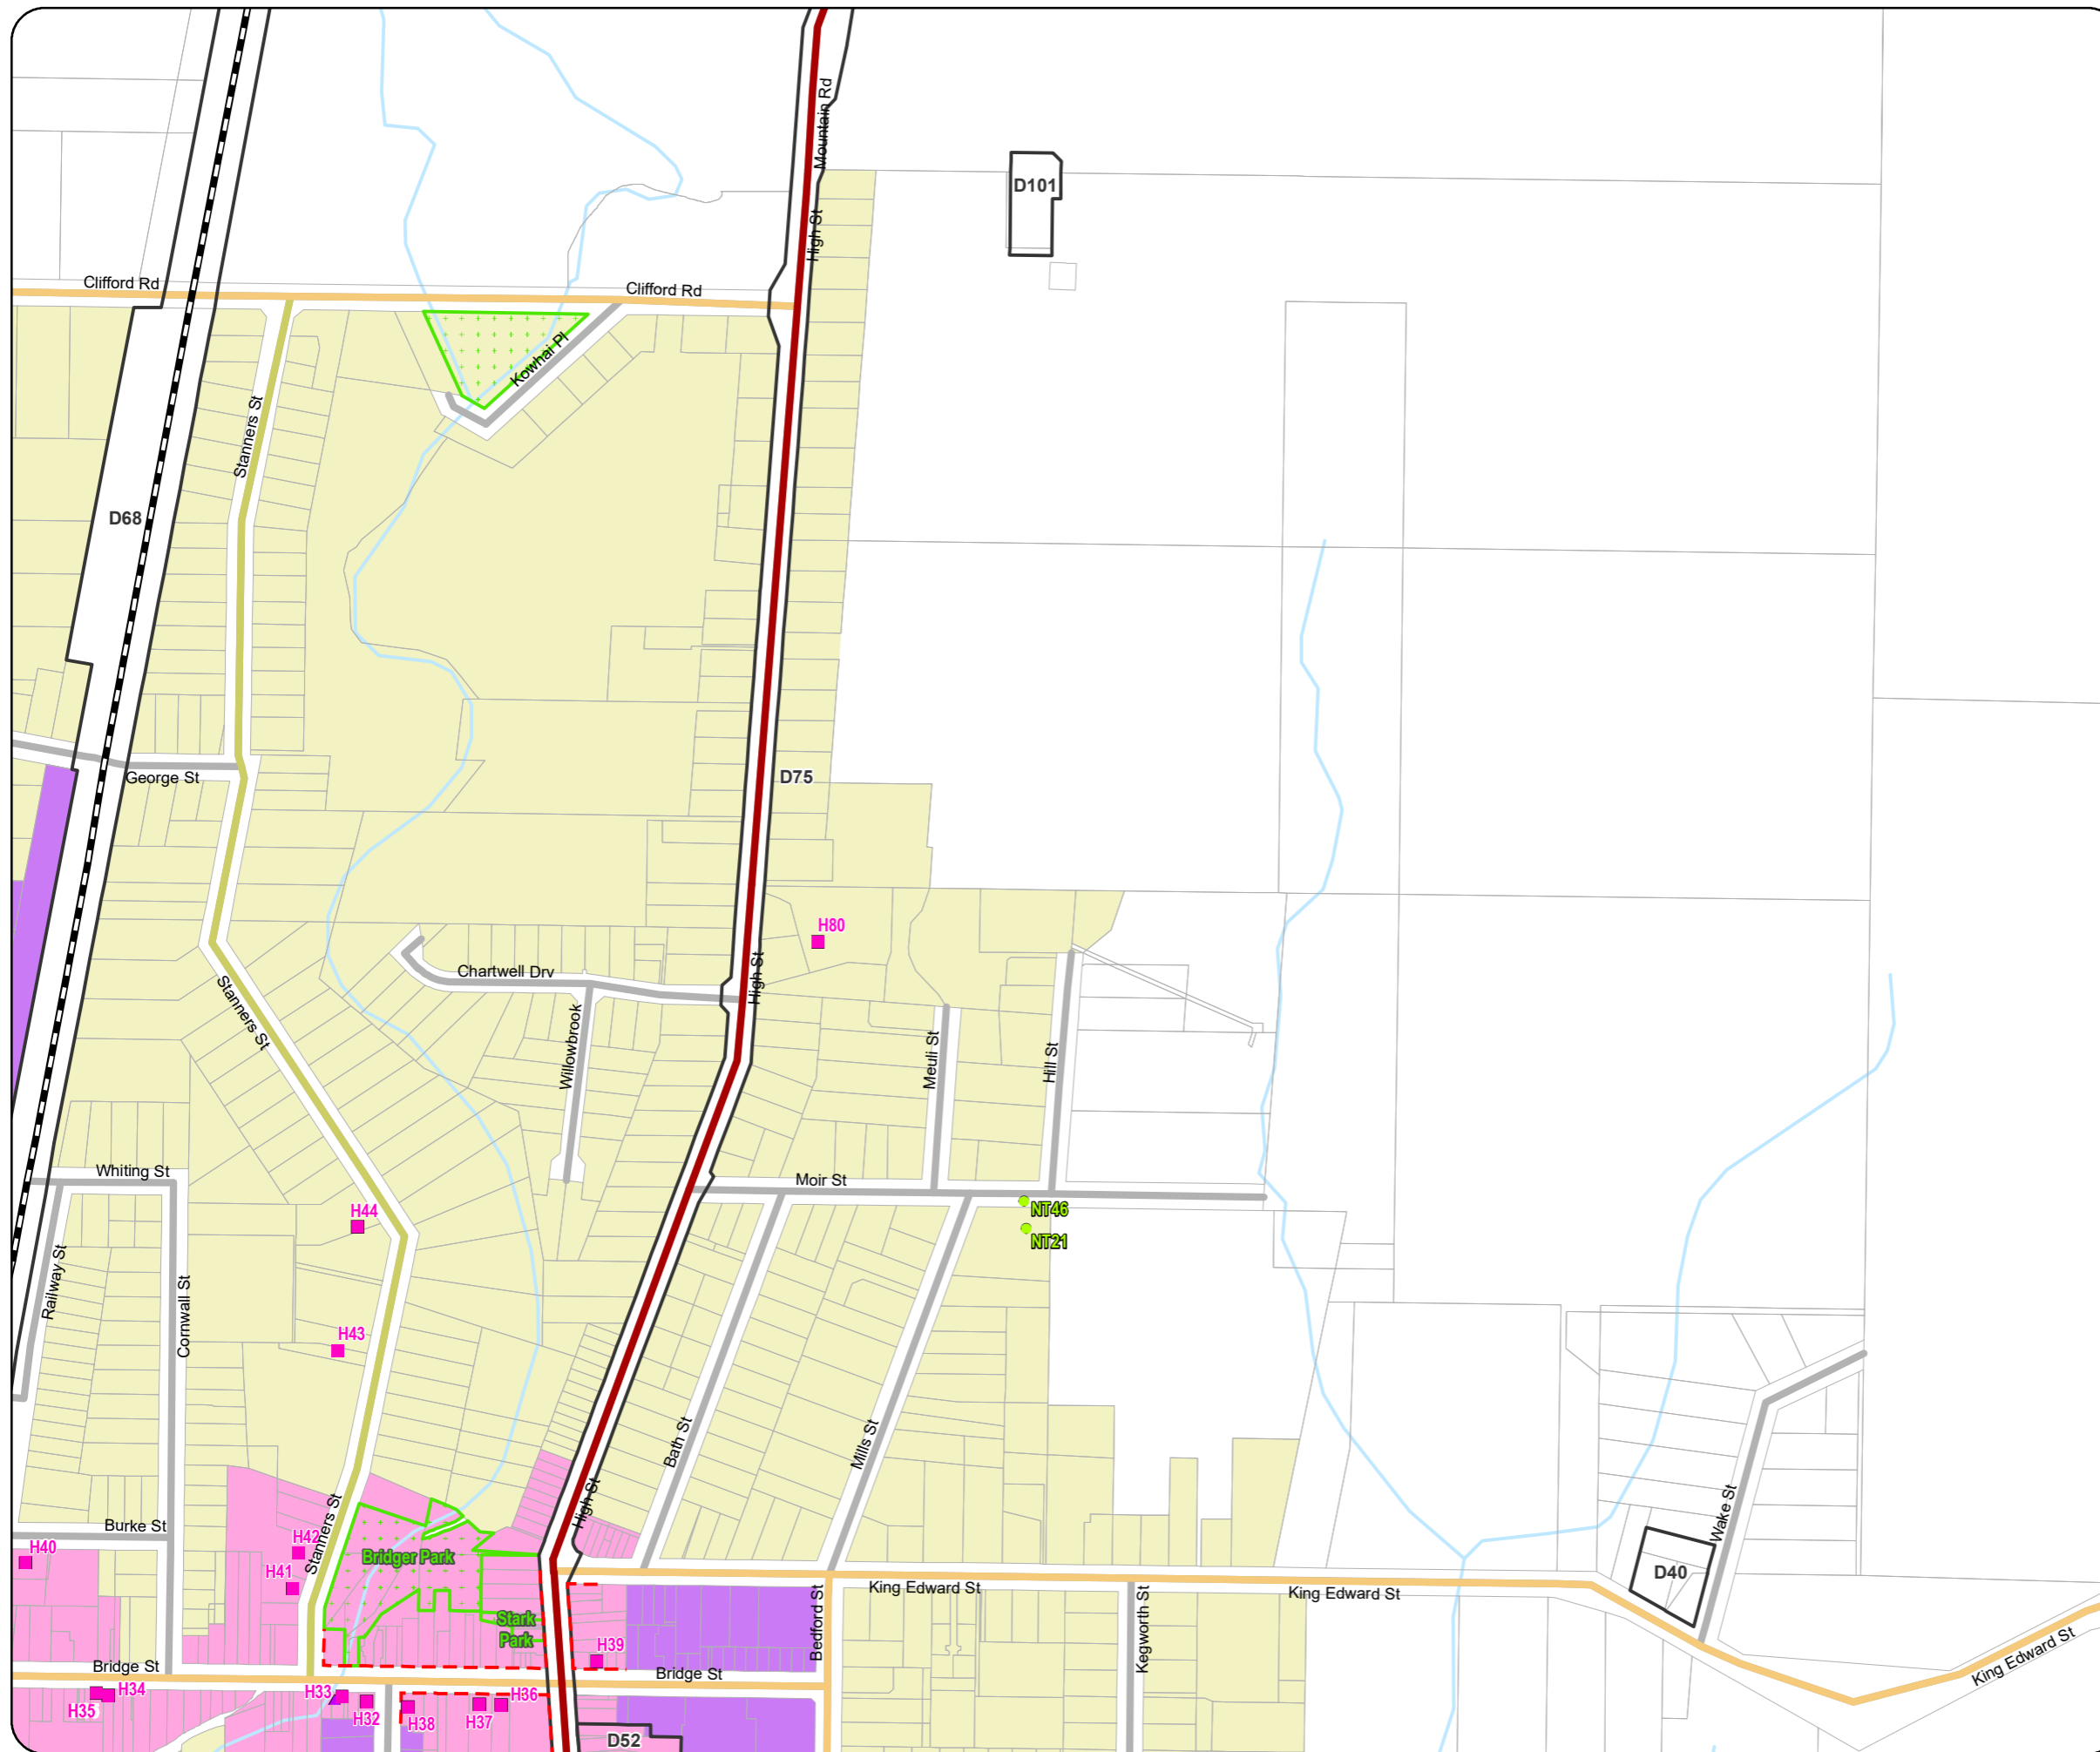 Mountain Rd
D101
High St
Clifford Rd
Clifford Rd
Kowhai Pl
Stanners St
D68
George St
D75
H80
Chartwell Drv
High St
Stanners St
Willowbrook
Meuli St
Hill St
Whiting St
Moir St
NT46
H44
NT21
Railway St
Cornwall St
H43
Bath St
Mills St
High St
Stanners St
Wake St
Burke St
H42
H40
Bridger Park
H41
D40
King Edward St
King Edward St
Stark
Park
Bedford St
Kegworth St
H39
King Edward St
Bridge St
Bridge St
H34
H33
H36
H35
H32
H38
H37
D52